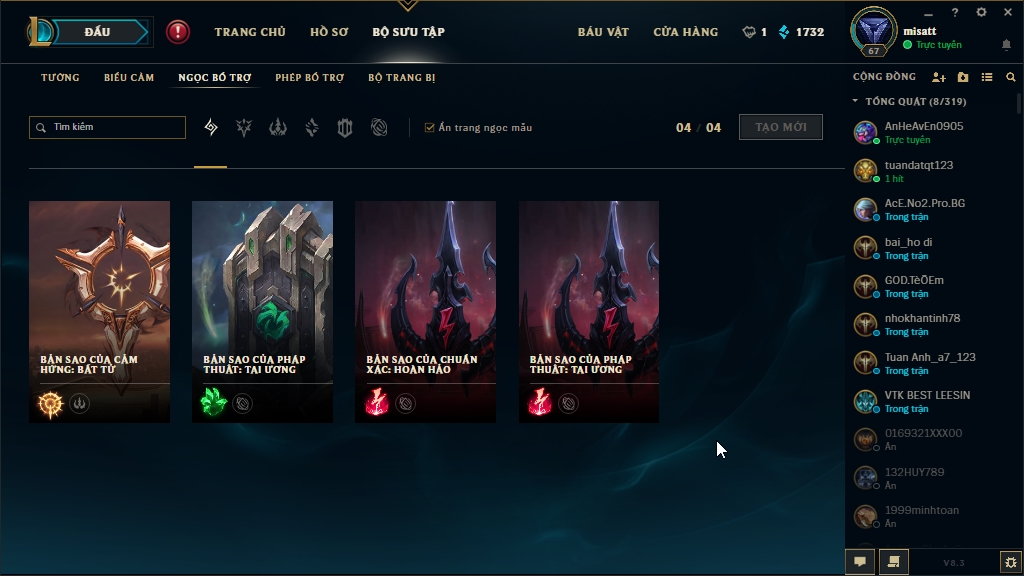 ĐẤU
TRANG CHỦ
HỒ SƠ
BỘ SƯU TẬP
BÁU VẬT
CỬA HÀNG
1
1732
67
misatt
Trực tuyến
TƯỚNG
BIỂU CẢM
NGỌC BỔ TRỢ
PHÉP BỔ TRỢ
BỘ TRANG BỊ
Tìm kiếm
Ẩn trang ngọc mẫu
04 / 04
TẠO MỚI
BẢN SAO CỦA CẢM
HỨNG: BẤT TỬ
BẢN SAO CỦA PHÁP
THUẬT: TAI ƯƠNG
BẢN SAO CỦA CHUẨN
XÁC: HOÀN HẢO
BẢN SAO CỦA PHÁP
THUẬT: TAI ƯƠNG
CỘNG ĐỒNG
TỔNG QUÁT (8/319)
AnHeAvEn0905
Trực tuyến
tuandatqt123
1 hít
AcE.No2.Pro.BG
Trong trận
bai_ho di
Trong trận
GOD.TèÕEm
Trong trận
nhokhantinh78
Trong trận
Tuan Anh_a7_123
Trong trận
VTK BEST LEESIN
Trong trận
0169321XXX00
Ẩn
132HUY789
Ẩn
1999minhtoan
Ẩn
V8.3